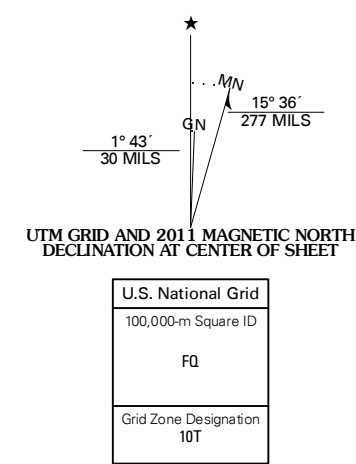 ★
MN
15° 36´
277 MILS
GN
1° 43´
30 MILS
UTM GRID AND 2011 MAGNETIC NORTH
DECLINATION AT CENTER OF SHEET
U.S. National Grid
100,000-m Square ID
FQ
Grid Zone Designation
10T